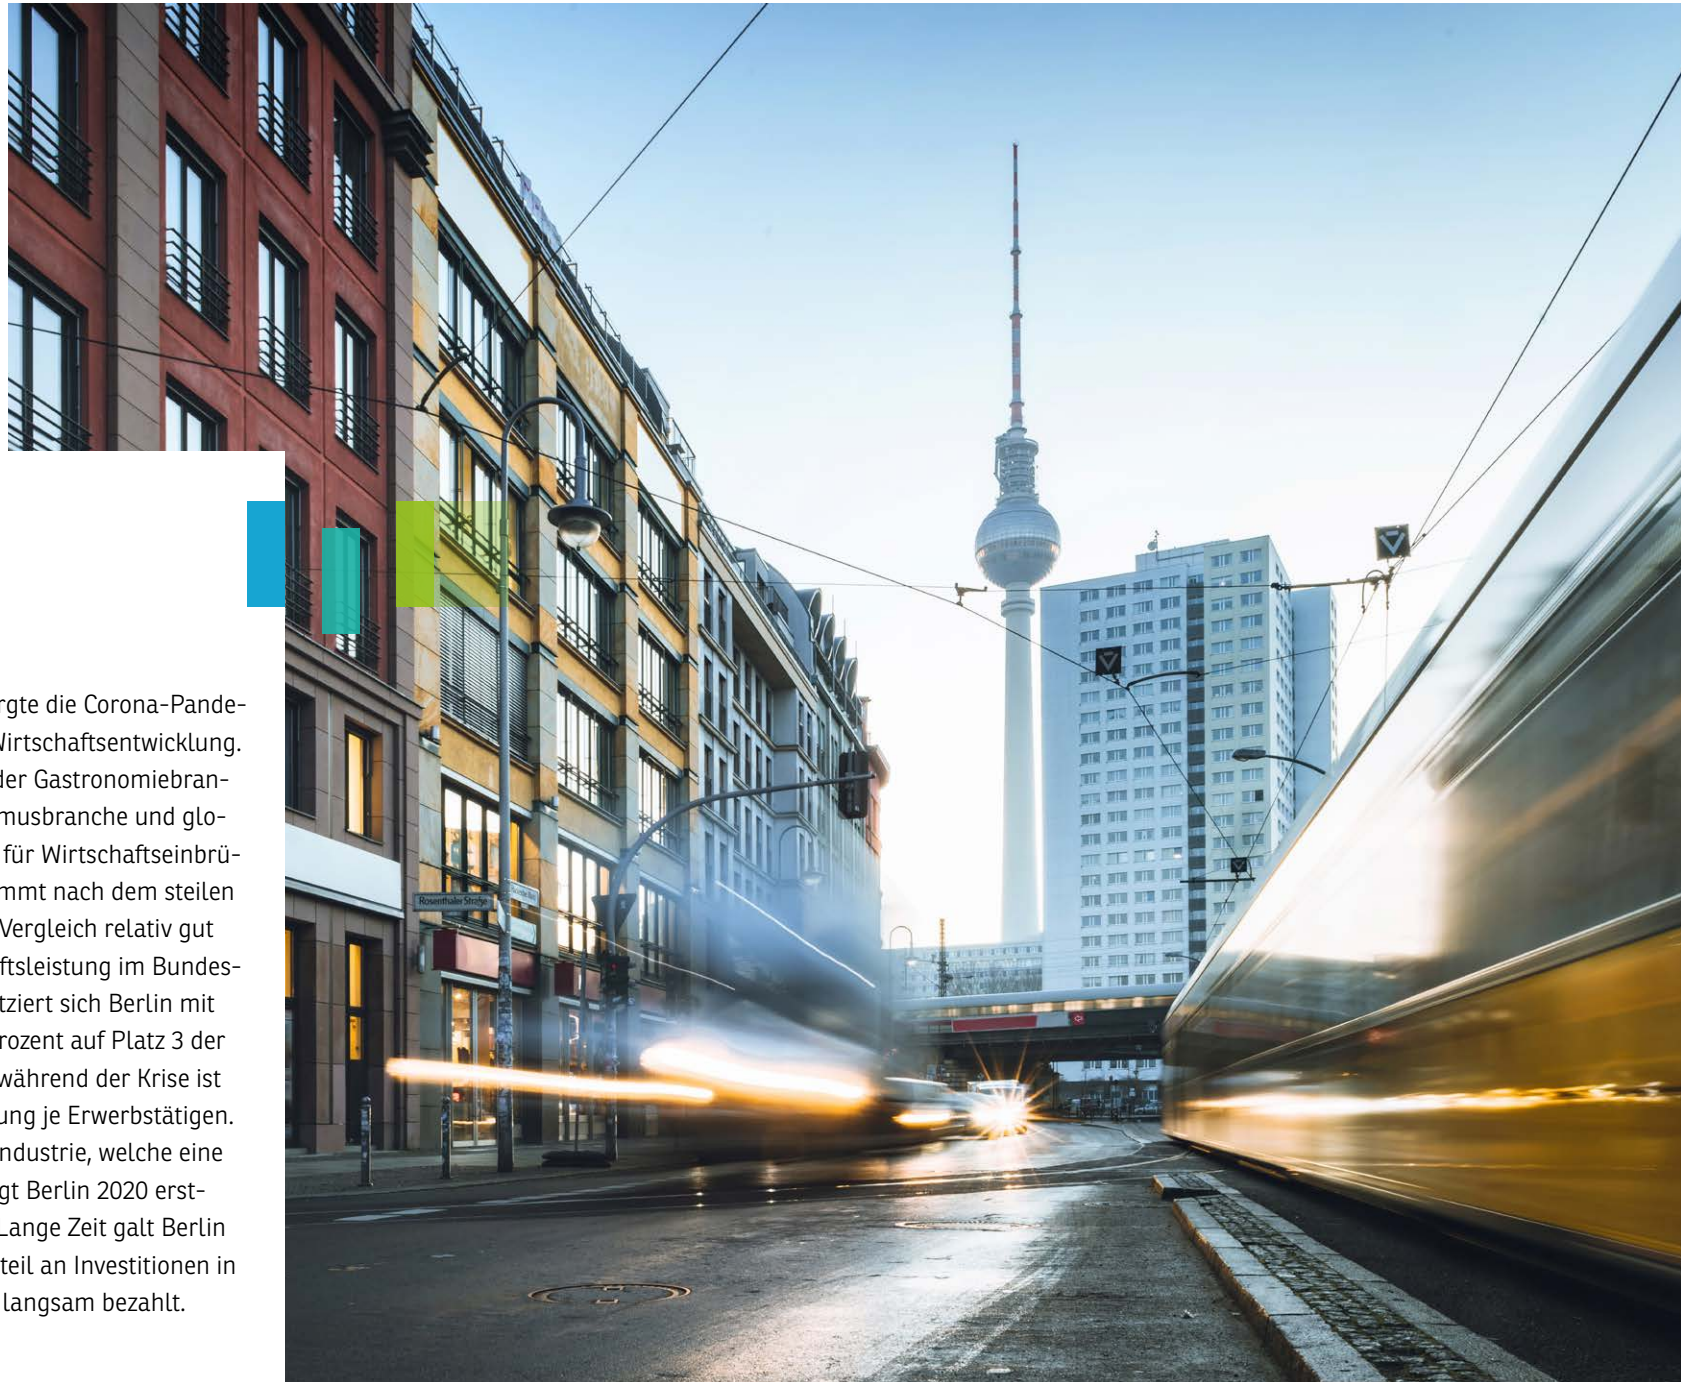 rgte die Corona-Pande-
Wirtschaftsentwicklung.
der Gastronomiebran-
musbranche und glo-
für Wirtschaftseinbrü-
mmt nach dem steilen
Vergleich relativ gut
ftsleistung im Bundes-
tziert sich Berlin mit
rozent auf Platz 3 der
während der Krise ist
ung je Erwerbstätigen.
Industrie, welche eine
gt Berlin 2020 erst-
Lange Zeit galt Berlin
teil an Investitionen in
langsam bezahlt.
Rosenthaler Straße